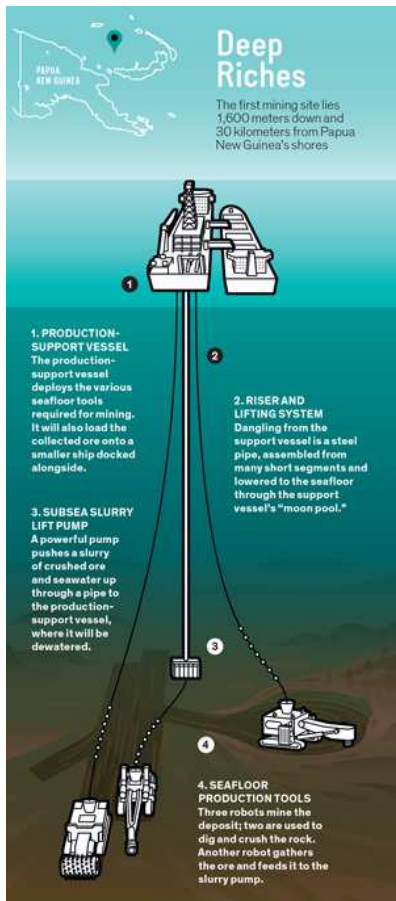 PAPUA
NEW GUINEA
Deep
Riches
The first mining site lies
1,600 meters down and
30 kilometers from Papua
New Guinea's shores
1
2
1. PRODUCTION-
SUPPORT VESSEL
The production-
support vessel
deploys the various
seafloor tools
required for mining.
It will also load the
collected ore onto a
smaller ship docked
alongside.
2. RISER AND
LIFTING SYSTEM
Dangling from the
support vessel is a steel
pipe, assembled from
many short segments and
lowered to the seafloor
through the support
vessel's "moon pool."
3. SUBSEA SLURRY
LIFT PUMP
A powerful pump
pushes a slurry
of crushed ore
and seawater up
through a pipe to
the production-
support vessel,
where it will be
dewatered.
3
4
4. SEAFLOOR
PRODUCTION TOOLS
Three robots mine the
deposit; two are used to
dig and crush the rock.
Another robot gathers
the ore and feeds it to the
slurry pump.